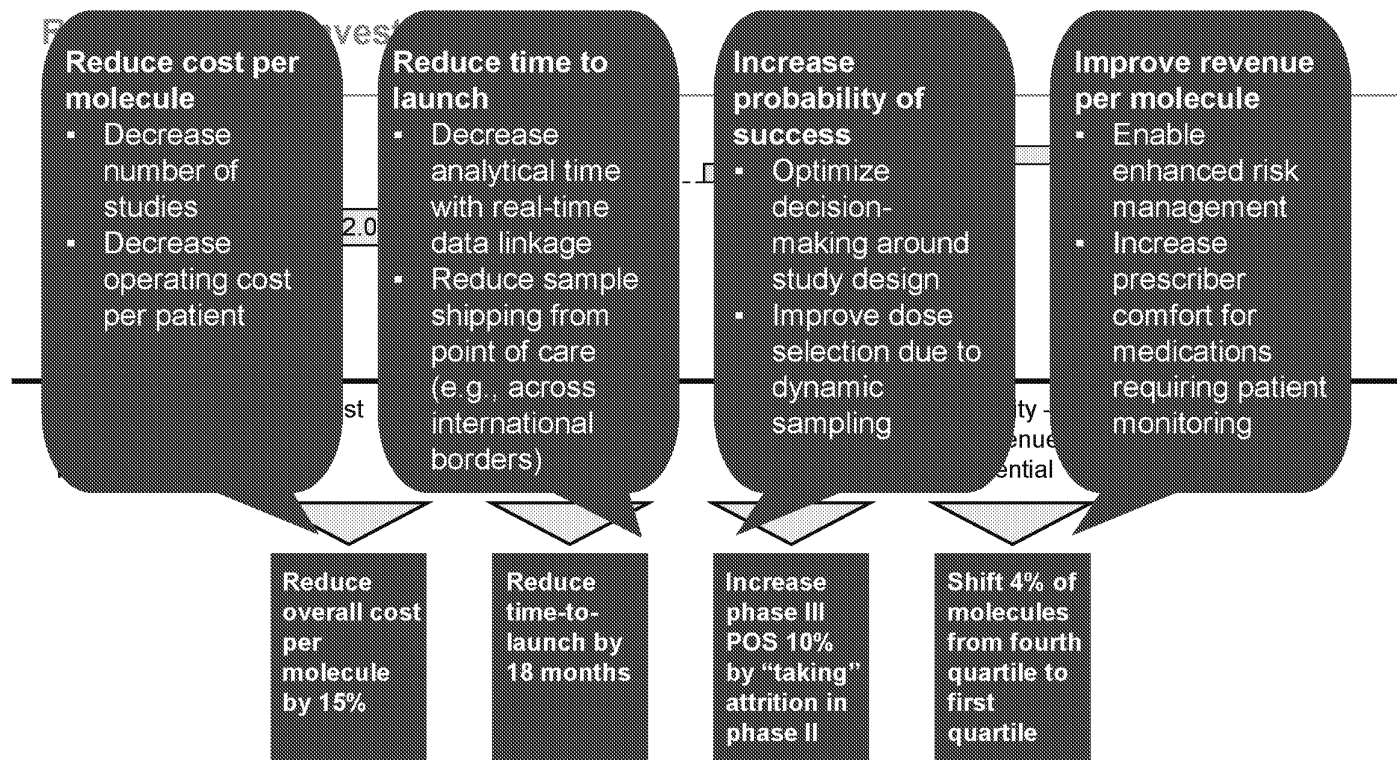 Reduce cost per
molecule
▪ Decrease
number of
studies
▪ Decrease
operating cost
per patient
Reduce time to
launch
▪ Decrease
analytical time
with real-time
data linkage
▪ Reduce sample
shipping from
point of care
(e.g., across
international
borders)
Increase
probability of
success
▪ Optimize
decision-
making around
study design
▪ Improve dose
selection due to
dynamic
sampling
Improve revenue
per molecule
▪ Enable
enhanced risk
management
▪ Increase
prescriber
comfort for
medications
requiring patient
monitoring
2.0
Reduce
overall cost
per
molecule
by 15%
Reduce
time-to-
launch by
18 months
Increase
phase III
POS 10%
by “taking”
attrition in
phase II
Shift 4% of
molecules
from fourth
quartile to
first
quartile